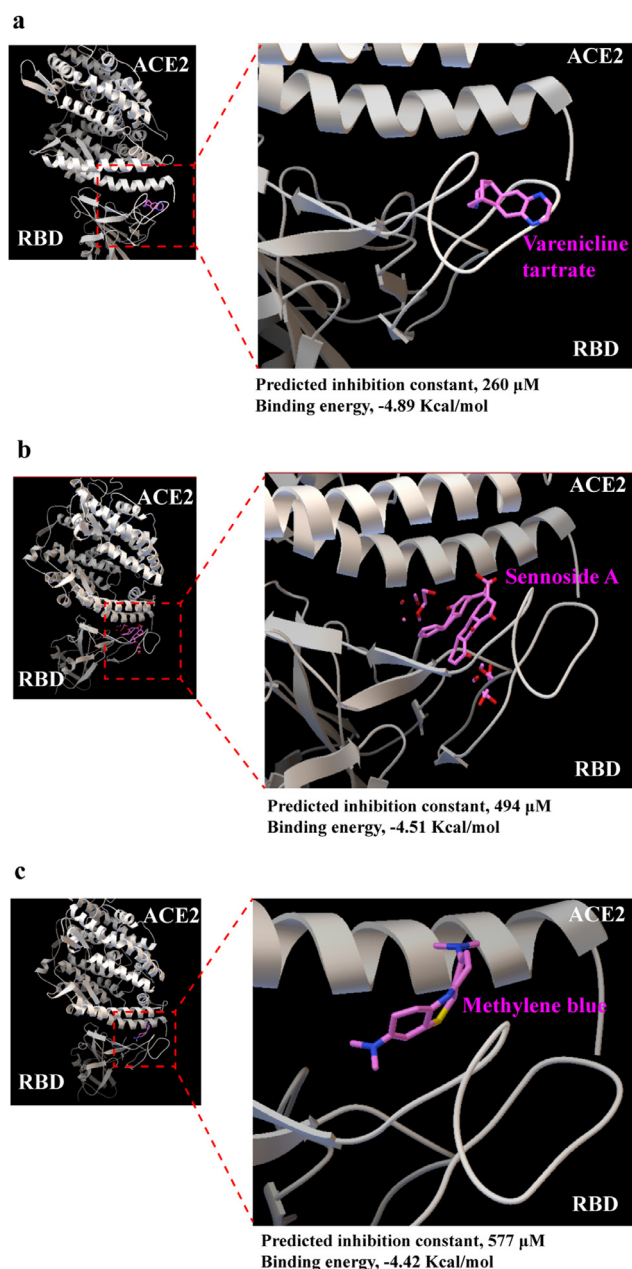 a
ACE2
RBD
ACE2
Varenicline
tartrate
RBD
Predicted inhibition constant, 260 µM
Binding energy, -4.89 Kcal/mol
b
ACE2
RBD
ACE2
Sennoside A
RBD
Predicted inhibition constant, 494 µM
Binding energy, -4.51 Kcal/mol
c
ACE2
RBD
ACE2
Methylene blue
RBD
Predicted inhibition constant, 577 µM
Binding energy, -4.42 Kcal/mol